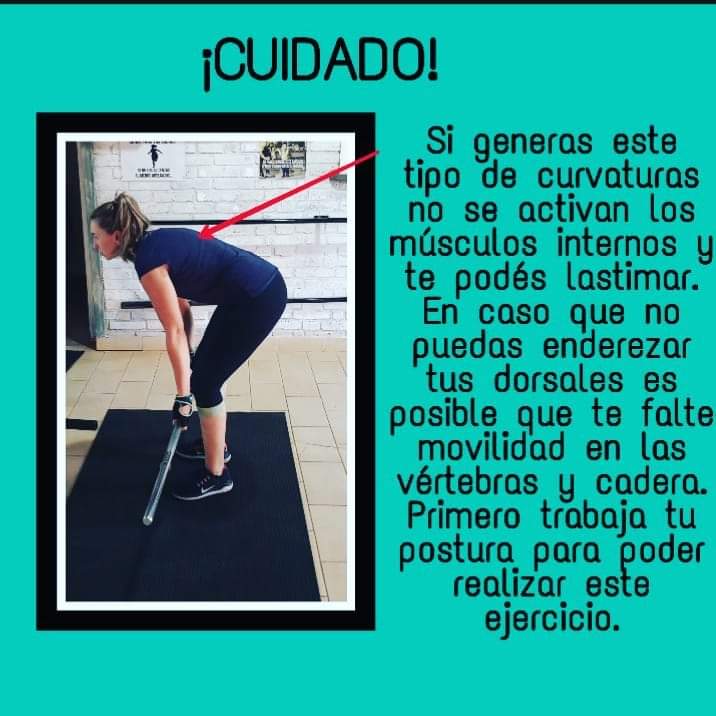 ¡CUIDADO!
Si generas este
tipo de curvaturas
no se activan los
músculos internos y
te podés lastimar.
En caso que no
puedas enderezar
tus dorsales es
posible que te falte
movilidad en las
vértebras y cadera.
Primero trabaja tu
postura para poder
realizar este
ejercicio.